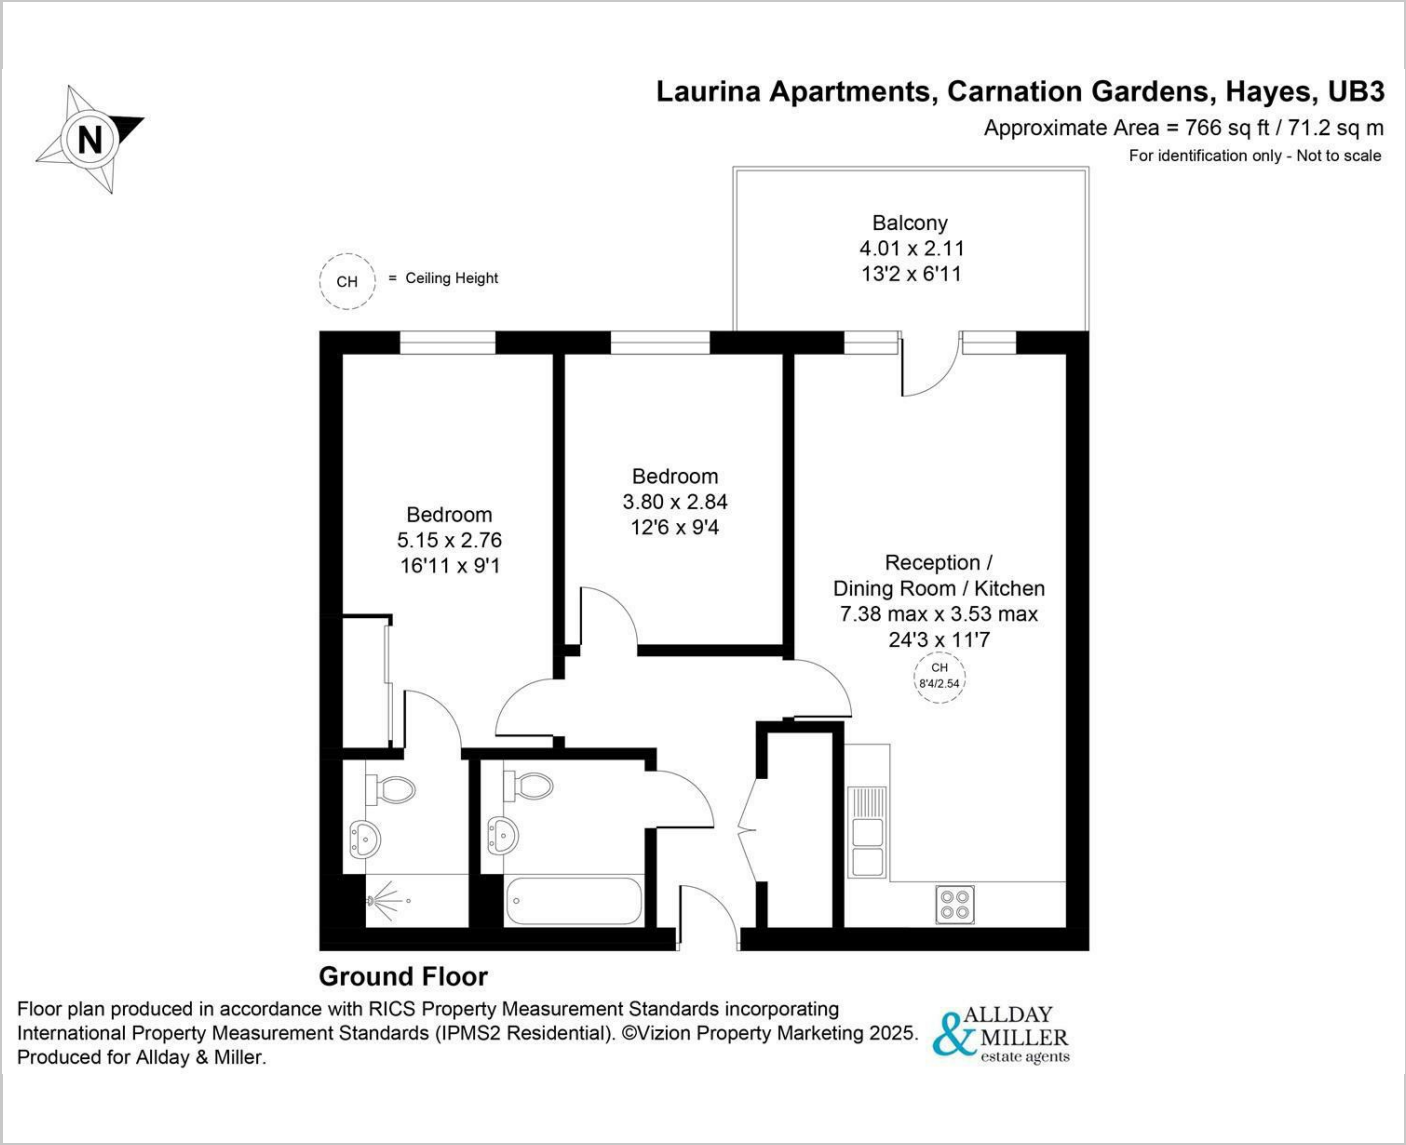 N
Laurina Apartments, Carnation Gardens, Hayes, UB3
Approximate Area = 766 sq ft / 71.2 sq m
For identification only - Not to scale
CH = Ceiling Height
Balcony
4.01 x 2.11
13'2 x 6'11
Bedroom
5.15 x 2.76
16'11 x 9'1
Bedroom
3.80 x 2.84
12'6 x 9'4
Reception /
Dining Room / Kitchen
7.38 max x 3.53 max
24'3 x 11'7
CH
8'4/2.54
Ground Floor
Floor plan produced in accordance with RICS Property Measurement Standards incorporating
International Property Measurement Standards (IPMS2 Residential). ©Vizion Property Marketing 2025.
Produced for Allday & Miller.
ALLDAY
& MILLER
estate agents